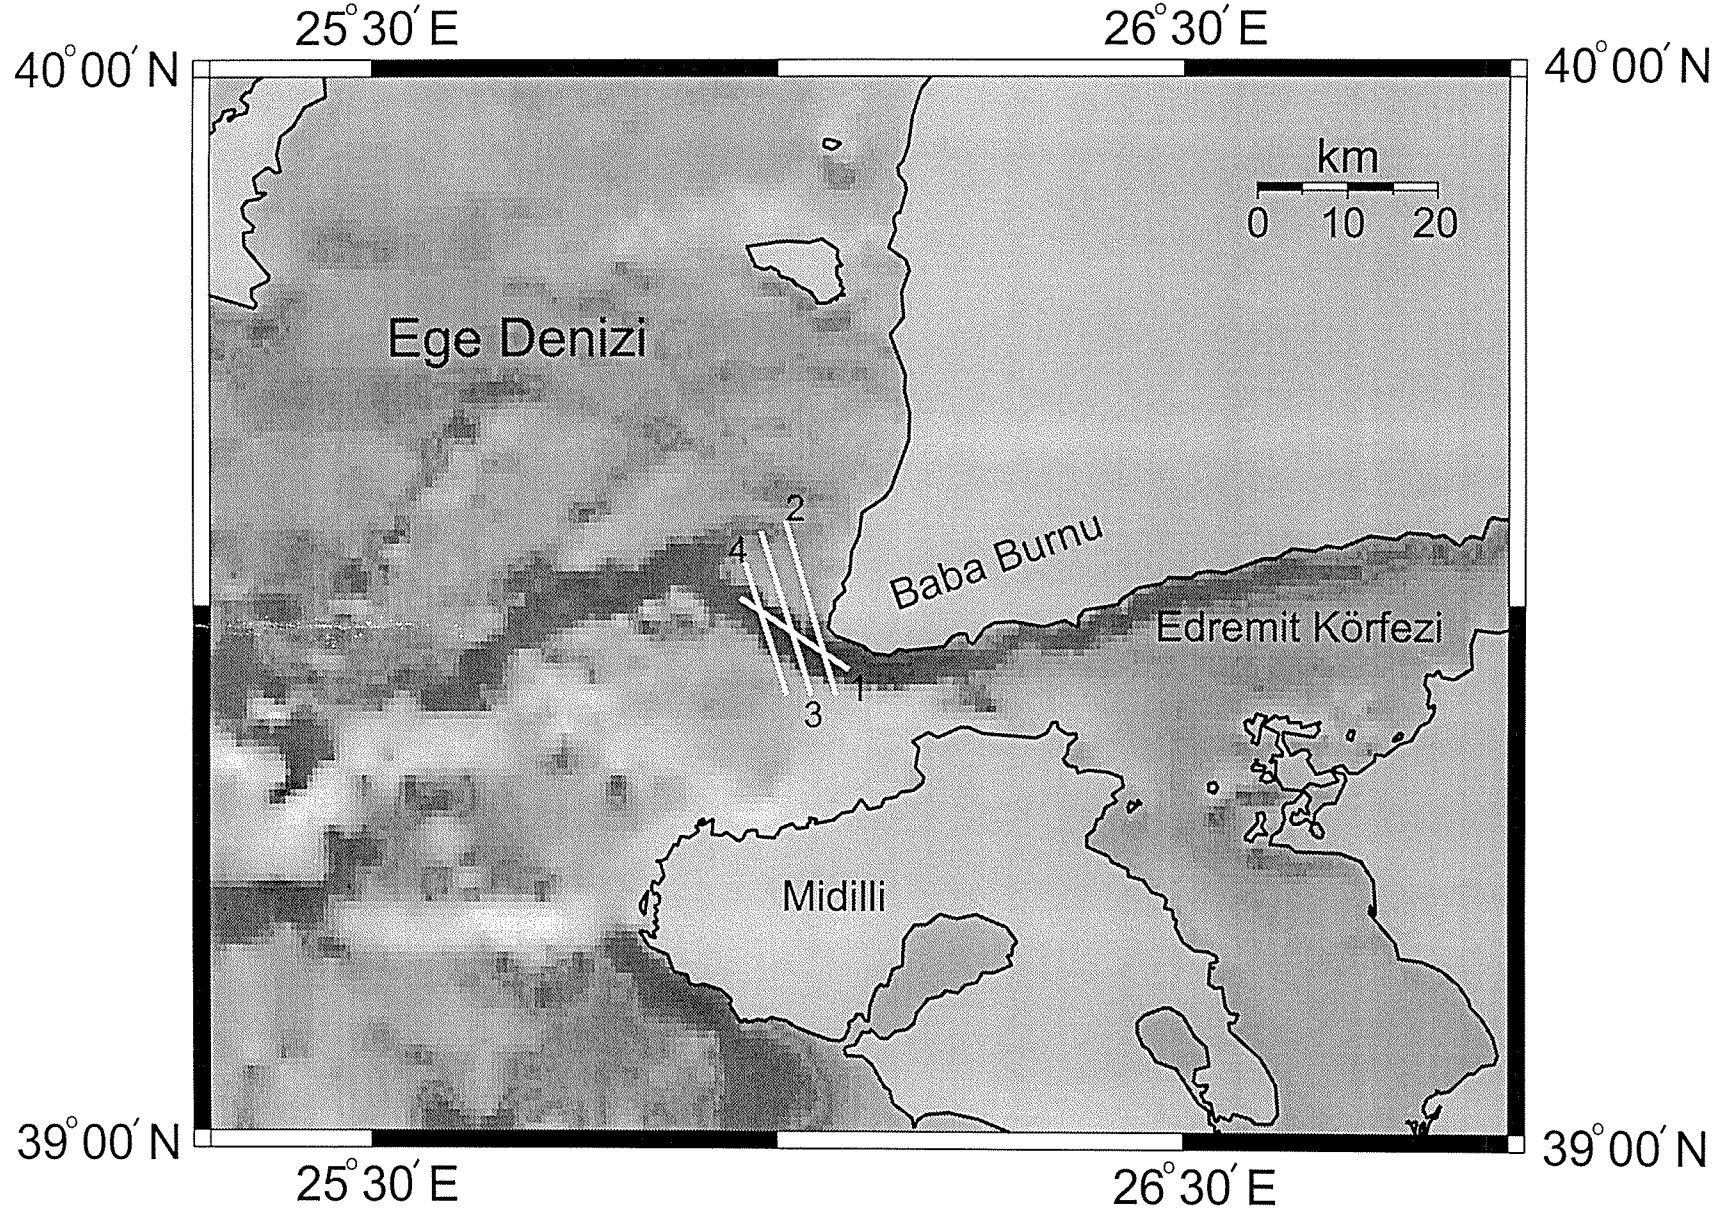 25°30′ E 26°30′ E
40°00′ N 40°00′ N
km
0 10 20
Ege Denizi
2
4
Baba Burnu
Edremit Körfezi
1
3
Midilli
39°00′ N 39°00′ N
25°30′ E 26°30′ E